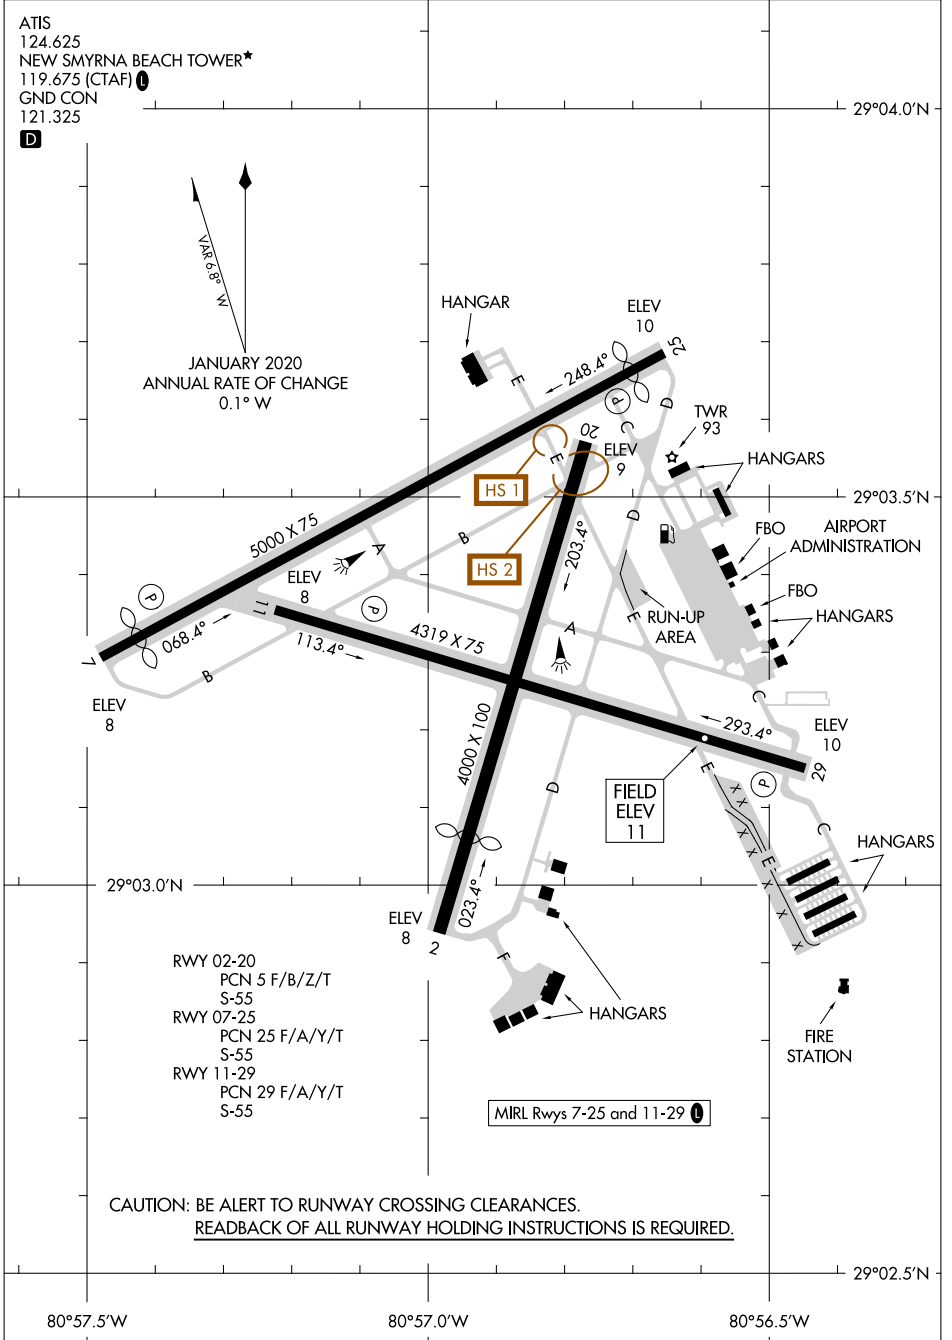 ATIS
124.625
NEW SMYRNA BEACH TOWER★
119.675 (CTAF) L
GND CON
121.325
D
29°04.0'N
VAR 6.8° W
JANUARY 2020
ANNUAL RATE OF CHANGE
0.1° W
HANGAR
ELEV
10
25
248.4°
E
P
C
D
TWR
93
HANGARS
20
ELEV
9
E
HS 1
29°03.5'N
5000 X 75
B
A
HS 2
203.4°
D
FBO
AIRPORT
ADMINISTRATION
FBO
HANGARS
ELEV
8
P
11
P
4319 X 75
A
E
RUN-UP
AREA
068.4°
113.4°
7
B
ELEV
8
C
4000 X 100
293.4°
ELEV
10
29
D
FIELD
ELEV
11
E
P
X
X
X
X
E
X
X
X
C
HANGARS
29°03.0'N
023.4°
ELEV
8
2
F
HANGARS
FIRE
STATION
RWY 02-20
PCN 5 F/B/Z/T
S-55
RWY 07-25
PCN 25 F/A/Y/T
S-55
RWY 11-29
PCN 29 F/A/Y/T
S-55
MIRL Rwys 7-25 and 11-29 L
CAUTION: BE ALERT TO RUNWAY CROSSING CLEARANCES.
READBACK OF ALL RUNWAY HOLDING INSTRUCTIONS IS REQUIRED.
29°02.5'N
80°57.5'W
80°57.0'W
80°56.5'W